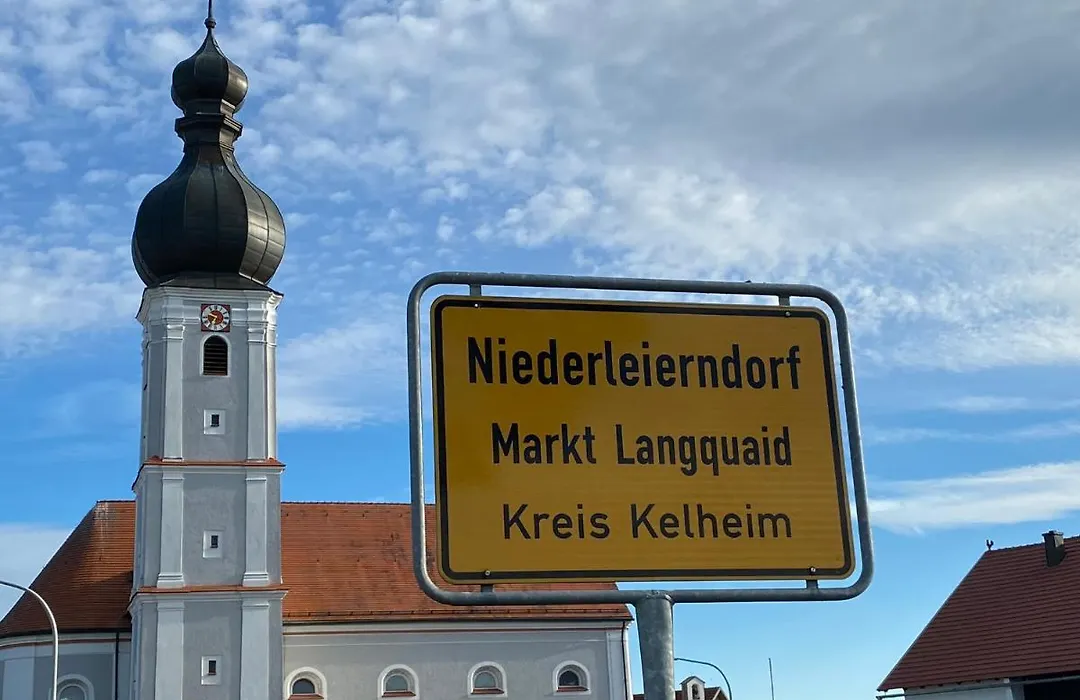 Niederleierndorf
Markt Langquaid
Kreis Kelheim